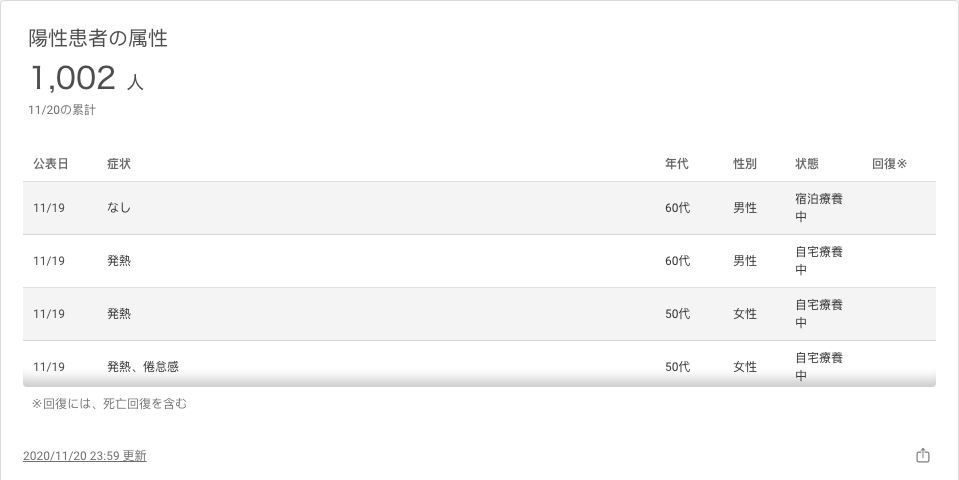 陽性患者の属性
1,002 人
11/20の累計
公表日 症状 年代 性別 状態 回復※
11/19 なし 60代 男性 宿泊療養
中
11/19 発熱 60代 男性 自宅療養
中
11/19 発熱 50代 女性 自宅療養
中
11/19 発熱、倦怠感 50代 女性 自宅療養
中
※回復には、死亡回復を含む
2020/11/20 23:59 更新